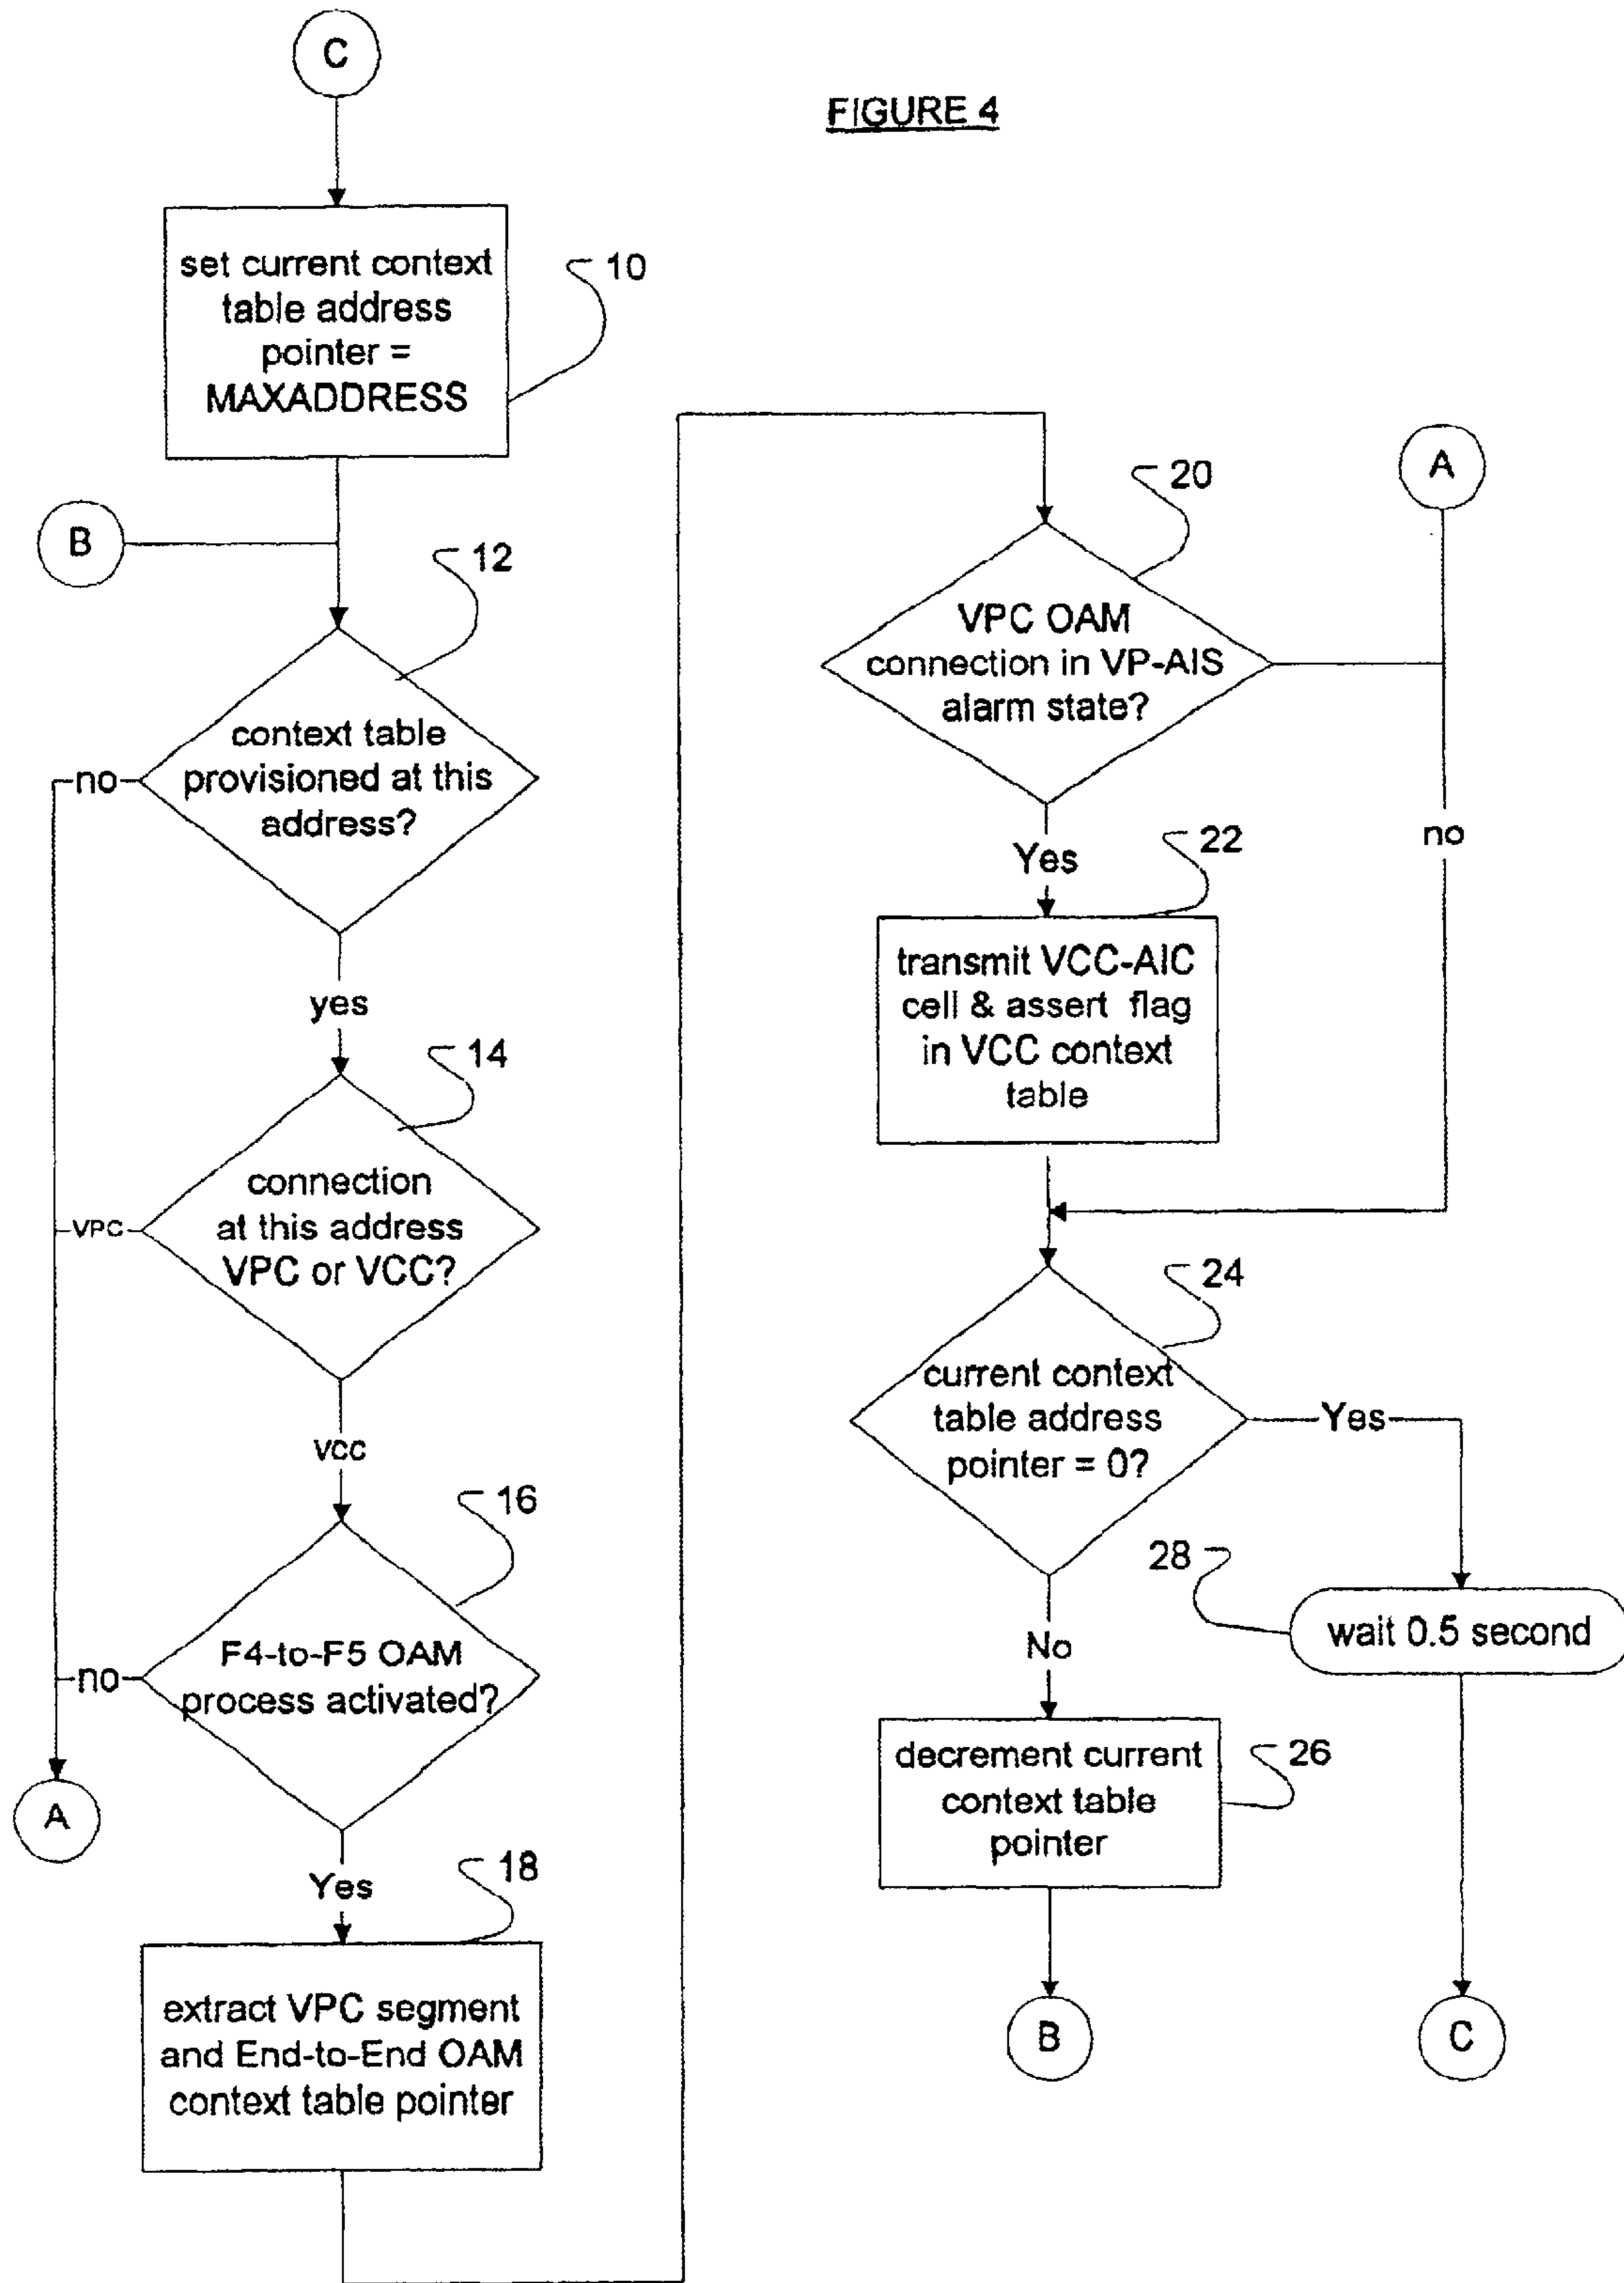 C
FIGURE 4
set current context
table address
pointer =
MAXADDRESS
10
B
12
context table
provisioned at this
address?
no
yes
14
connection
at this address
VPC or VCC?
VPC
vcc
16
F4-to-F5 OAM
process activated?
no
A
Yes
18
extract VPC segment
and End-to-End OAM
context table pointer
A
20
VPC OAM
connection in VP-AIS
alarm state?
no
Yes
22
transmit VCC-AIC
cell & assert flag
in VCC context
table
24
current context
table address
pointer = 0?
Yes
28
wait 0.5 second
No
decrement current
context table
pointer
26
B
C